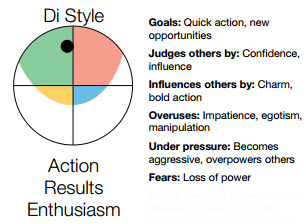 Di Style
Action
Results
Enthusiasm
Goals: Quick action, new
opportunities
Judges others by: Confidence,
influence
Influences others by: Charm,
bold action
Overuses: Impatience, egotism,
manipulation
Under pressure: Becomes
aggressive, overpowers others
Fears: Loss of power